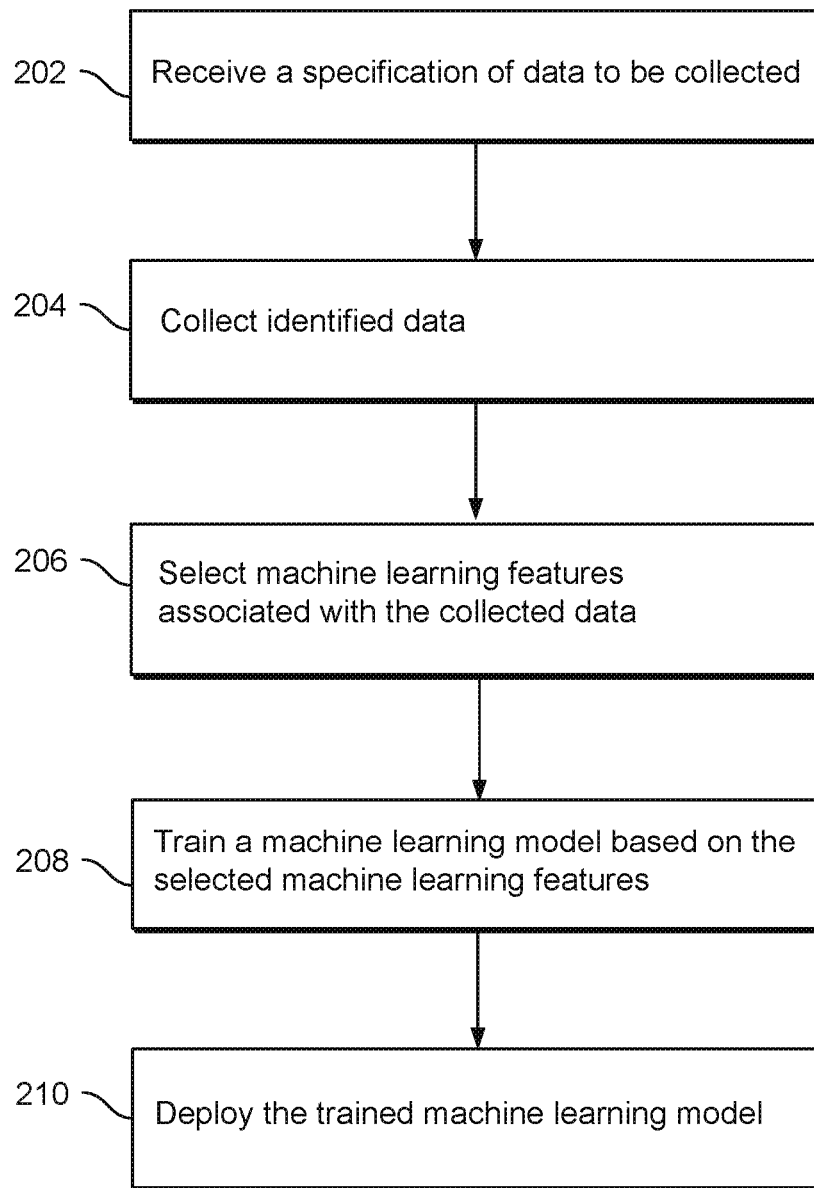 202
Receive a specification of data to be collected
204
Collect identified data
206
Select machine learning features
associated with the collected data
208
Train a machine learning model based on the
selected machine learning features
210
Deploy the trained machine learning model